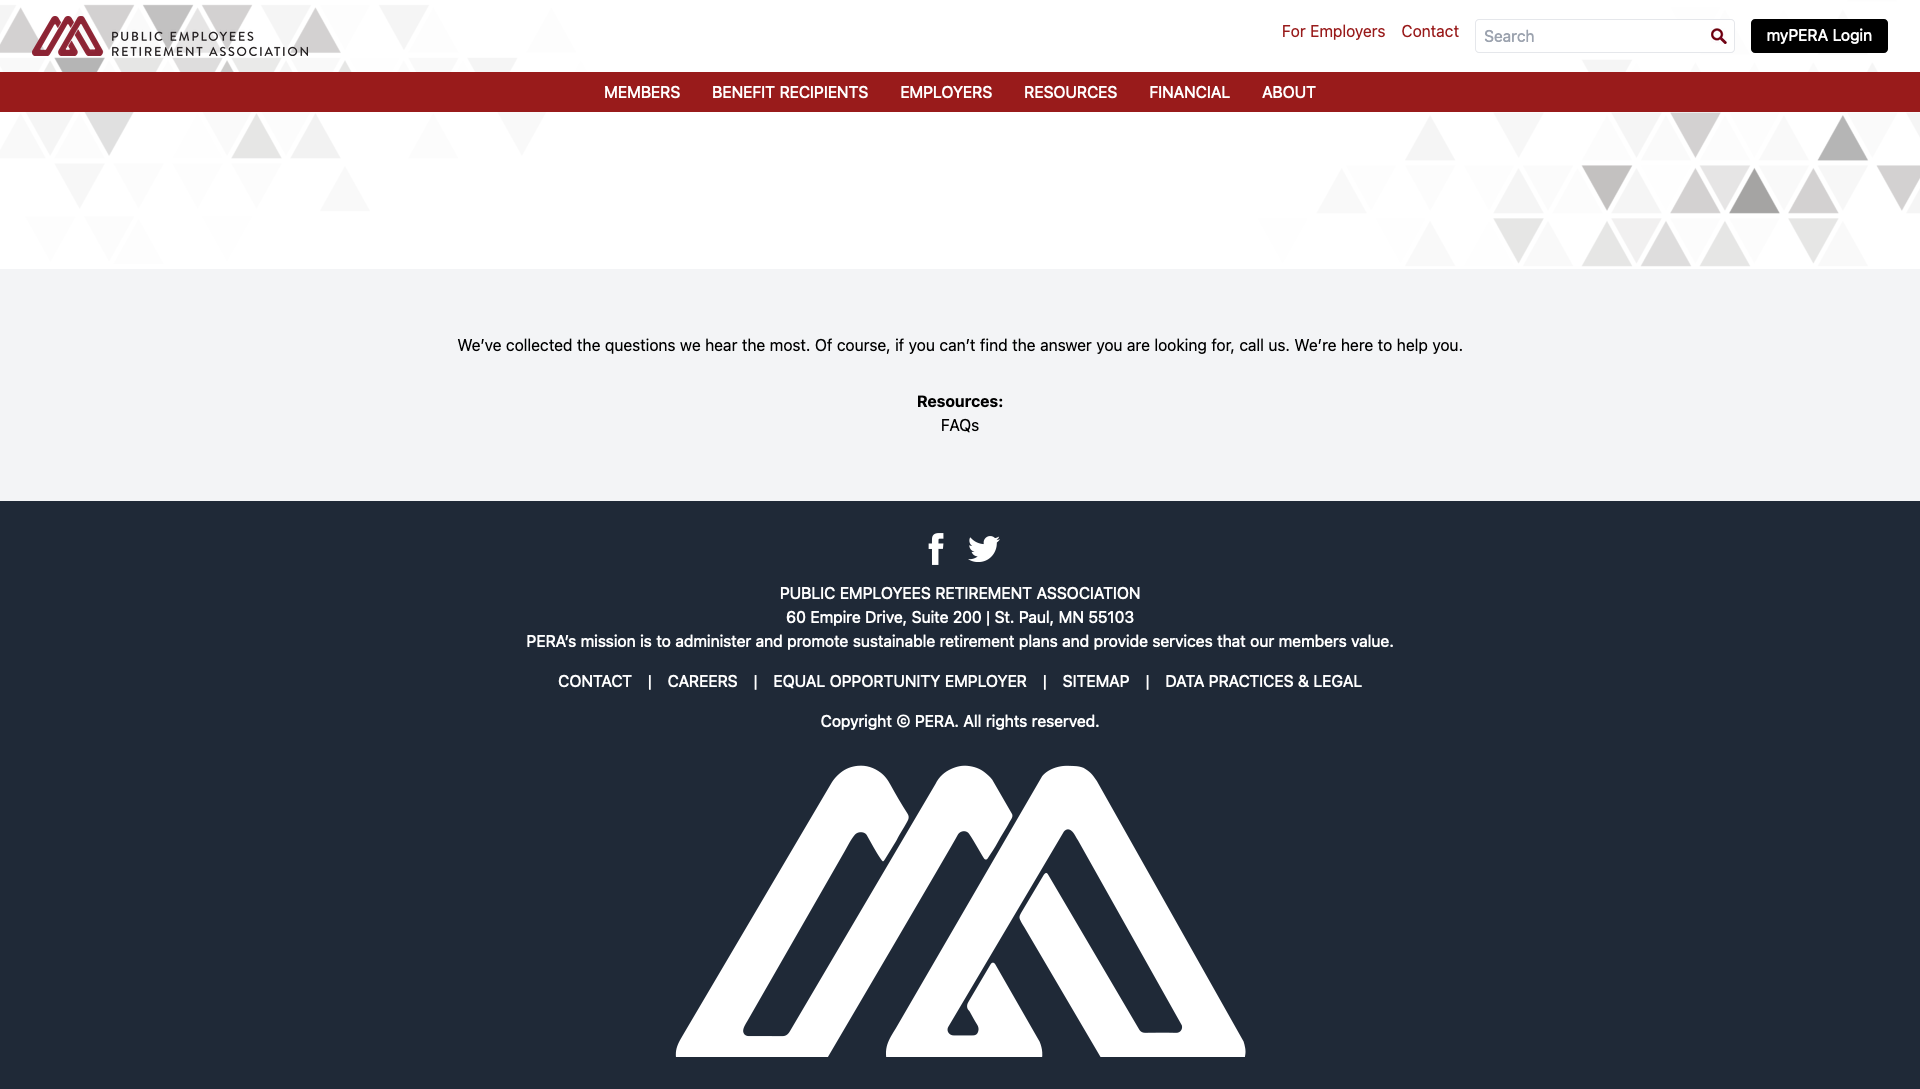 PUBLIC EMPLOYEES
RETIREMENT ASSOCIATION
For Employers
Contact
Search
myPERA Login
MEMBERS
BENEFIT RECIPIENTS
EMPLOYERS
RESOURCES
FINANCIAL
ABOUT
We’ve collected the questions we hear the most. Of course, if you can’t find the answer you are looking for, call us. We’re here to help you.
Resources:
FAQs
PUBLIC EMPLOYEES RETIREMENT ASSOCIATION
60 Empire Drive, Suite 200 | St. Paul, MN 55103
PERA’s mission is to administer and promote sustainable retirement plans and provide services that our members value.
CONTACT | CAREERS | EQUAL OPPORTUNITY EMPLOYER | SITEMAP | DATA PRACTICES & LEGAL
Copyright © PERA. All rights reserved.